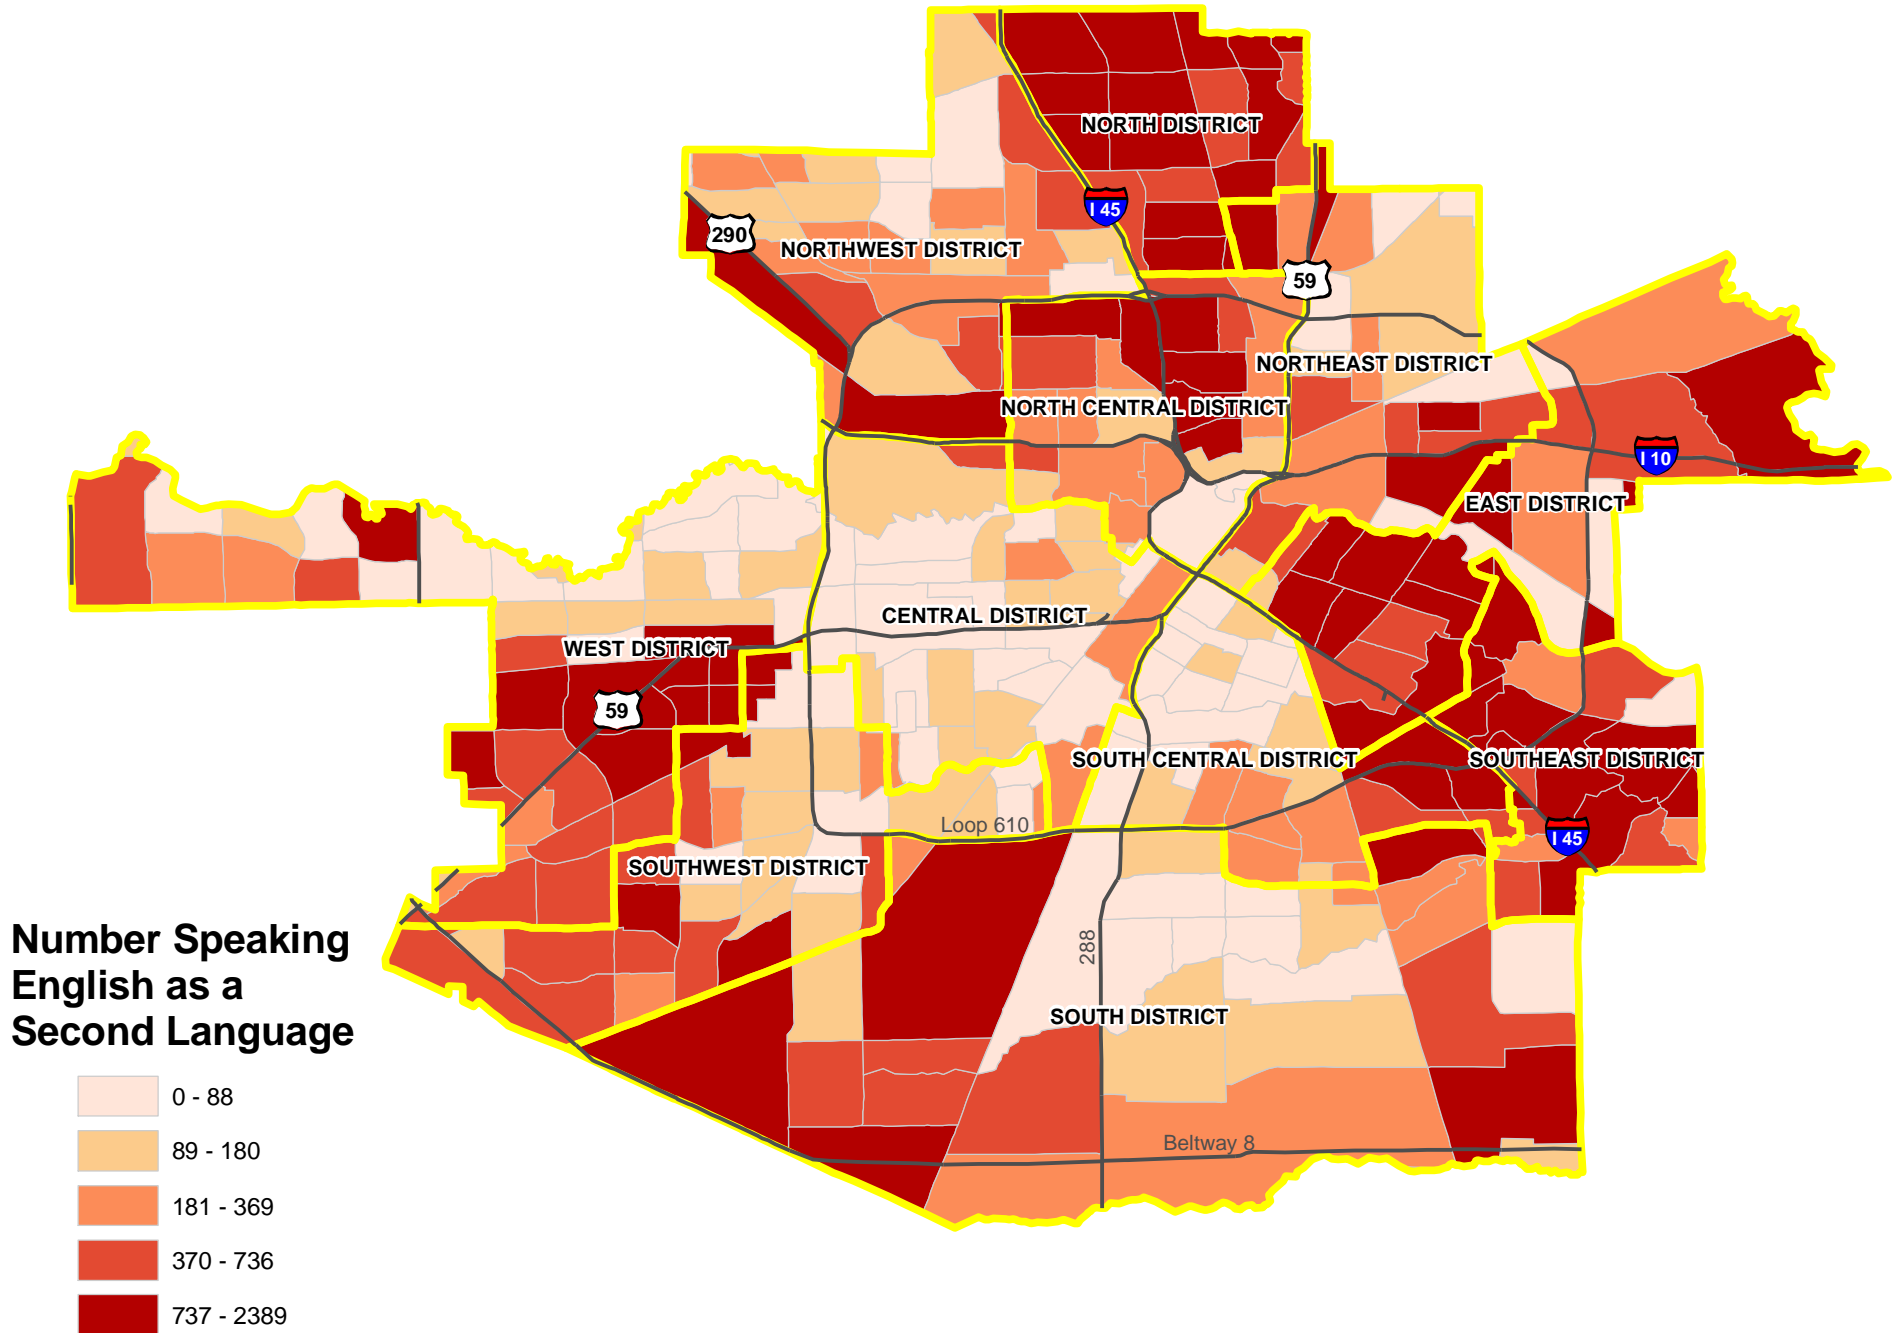 NORTH DISTRICT
I 45
290
NORTHWEST DISTRICT
59
NORTHEAST DISTRICT
NORTH CENTRAL DISTRICT
I 10
EAST DISTRICT
CENTRAL DISTRICT
WEST DISTRICT
59
SOUTH CENTRAL DISTRICT
SOUTHEAST DISTRICT
Loop 610
I 45
SOUTHWEST DISTRICT
288
SOUTH DISTRICT
Beltway 8
Number Speaking
English as a
Second Language
0 - 88
89 - 180
181 - 369
370 - 736
737 - 2389